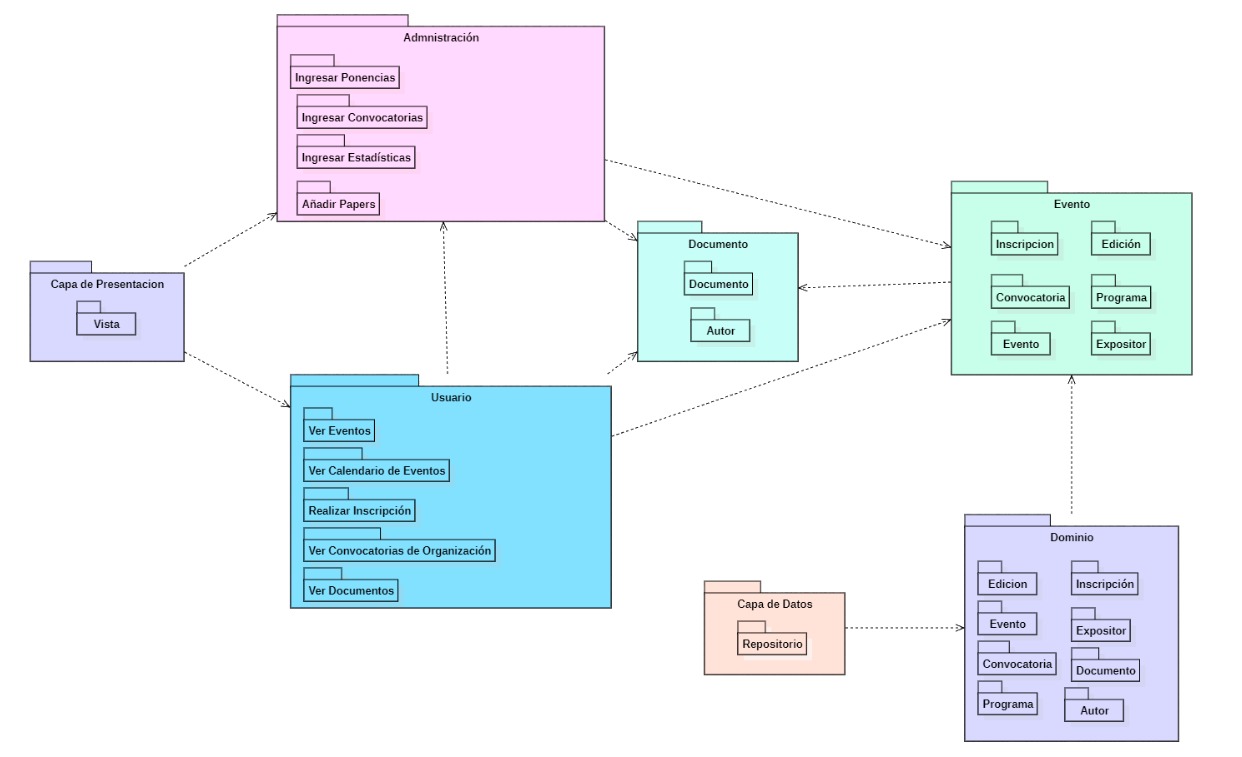 Admnistración
Ingresar Ponencias
Ingresar Convocatorias
Ingresar Estadísticas
Añadir Papers
Capa de Presentacion
Vista
Documento
Documento
Autor
Evento
Inscripcion
Edición
Convocatoria
Programa
Evento
Expositor
Usuario
Ver Eventos
Ver Calendario de Eventos
Realizar Inscripción
Ver Convocatorias de Organización
Ver Documentos
Capa de Datos
Repositorio
Dominio
Edicion
Inscripción
Evento
Expositor
Convocatoria
Documento
Programa
Autor